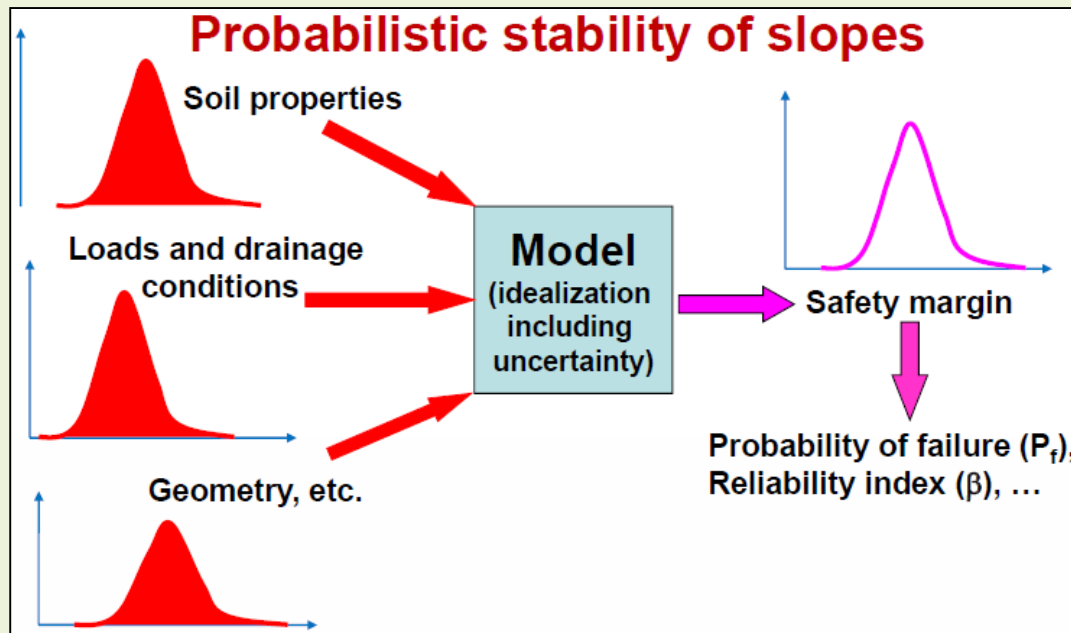 Probabilistic stability of slopes
Soil properties
Loads and drainage
conditions
Geometry, etc.
Model
(idealization
including
uncertainty)
Safety margin
Probability of failure (Pf),
Reliability index (β), ...